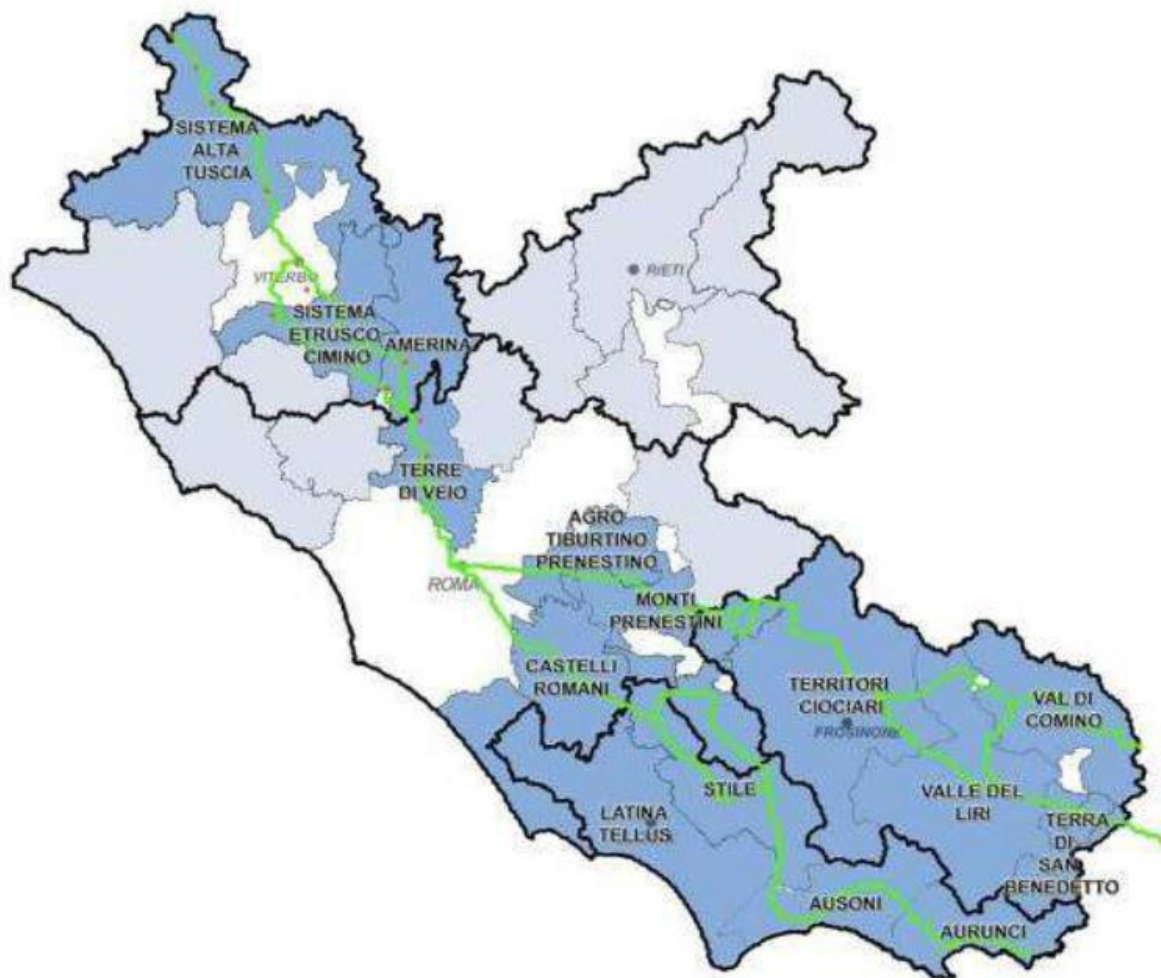 SISTEMA
ALTA
TUSCIA
VITERBO
RIETI
SISTEMA
ETRUSCO
CIMINO
AMERINA
TERRE
DI VEIO
AGRO
TIBURTINO
PRENESTINO
ROMA
MONTI
PRENESTINI
CASTELLI
ROMANI
TERRITORI
CIOCIARI
FROSINONE
VAL DI
COMINO
STILE
VALLE DEL
LIRI
LATINA
TELLUS
TERRA
DI
SAN
BENEDETTO
AUSONI
AURUNCI